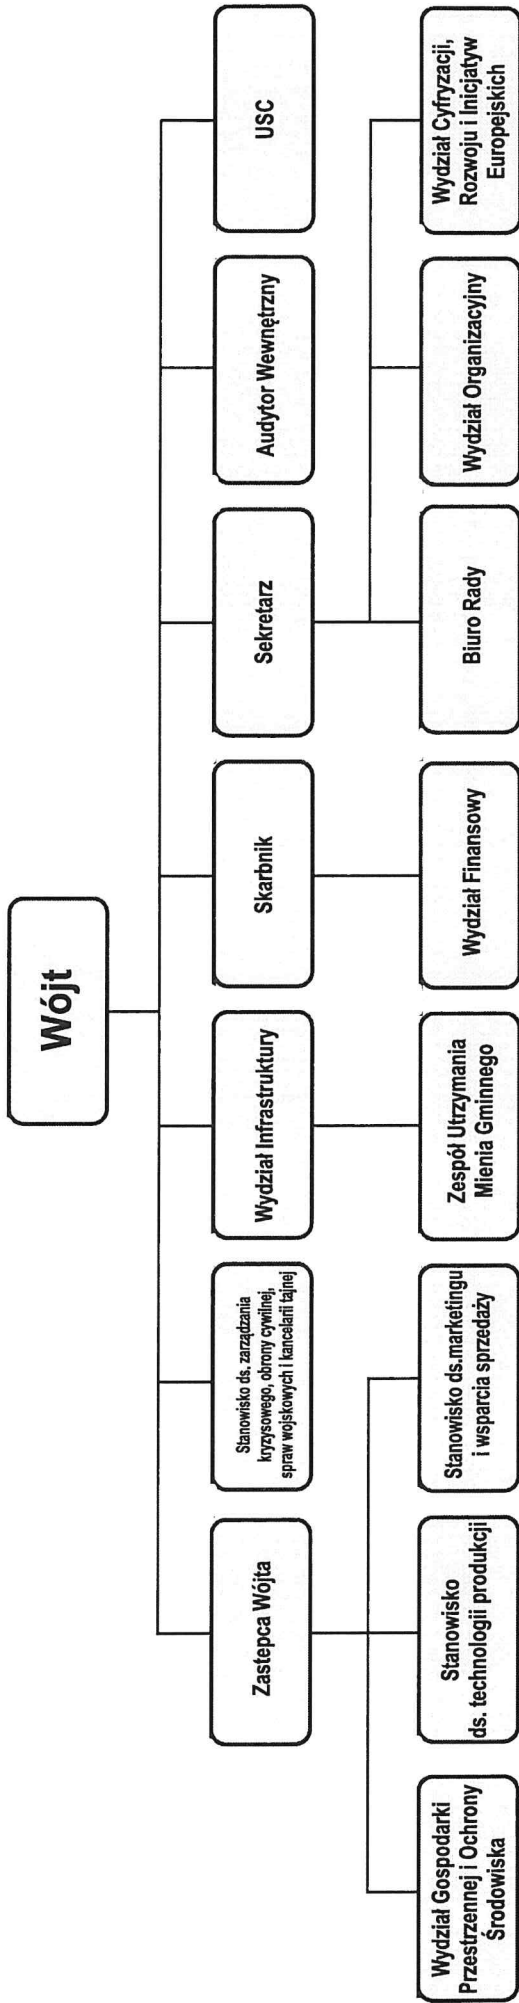 Wójt
Zastepca Wójta
Stanowisko ds. zarządzania
kryzysowego, obrony cywilnej,
spraw wojskowych i kancelarii tajnej
Wydział Infrastruktury
Skarbnik
Sekretarz
Audytor Wewnętrzny
USC
Wydział Gospodarki
Przestrzennej i Ochrony
Środowiska
Stanowisko
ds. technologii produkcji
Stanowisko ds.marketingu
i wsparcia sprzedaży
Zespół Utrzymania
Mienia Gminnego
Wydział Finansowy
Biuro Rady
Wydział Organizacyjny
Wydział Cyfryzacji,
Rozwoju i Inicjatyw
Europejskich